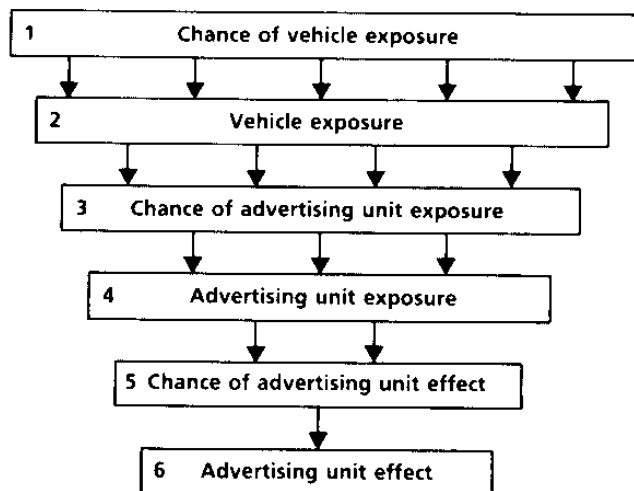 1 Chance of vehicle exposure
2 Vehicle exposure
3 Chance of advertising unit exposure
4 Advertising unit exposure
5 Chance of advertising unit effect
6 Advertising unit effect